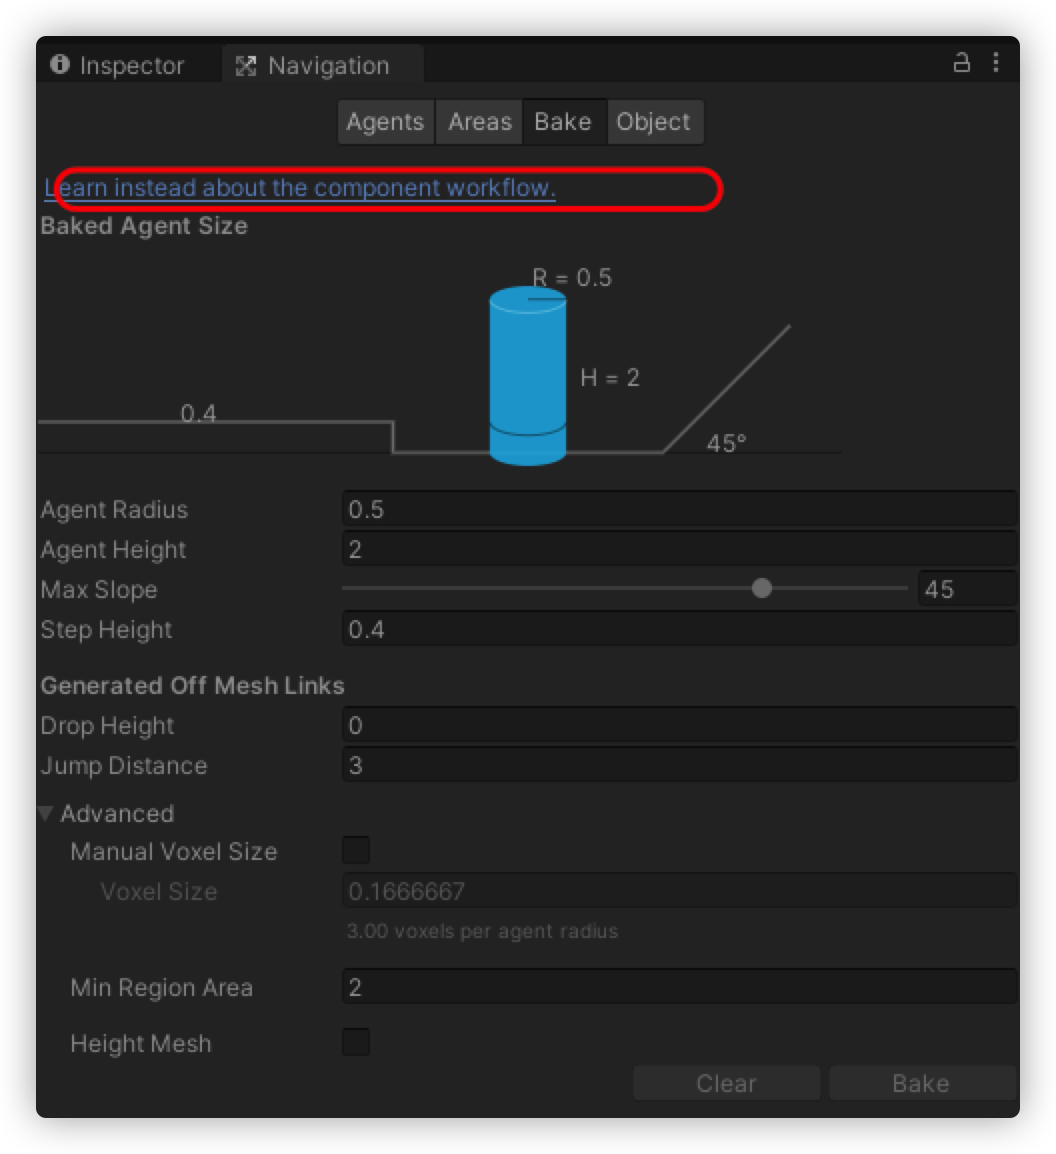 Inspector Navigation
Agents Areas Bake Object
Learn instead about the component workflow.
Baked Agent Size
R = 0.5
H = 2
0.4
45°
Agent Radius 0.5
Agent Height 2
Max Slope 45
Step Height 0.4
Generated Off Mesh Links
Drop Height 0
Jump Distance 3
Advanced
Manual Voxel Size
Voxel Size 0.1666667
3.00 voxels per agent radius
Min Region Area 2
Height Mesh
Clear Bake